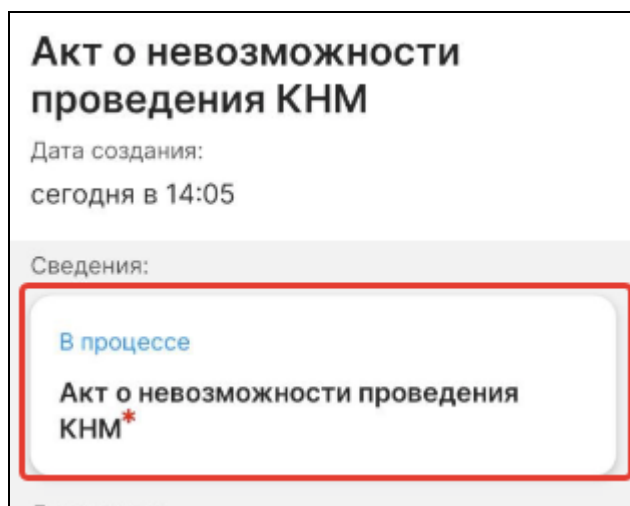 Акт о невозможности
проведения КНМ
Дата создания:
сегодня в 14:05
Сведения:
В процессе
Акт о невозможности проведения
КНМ*